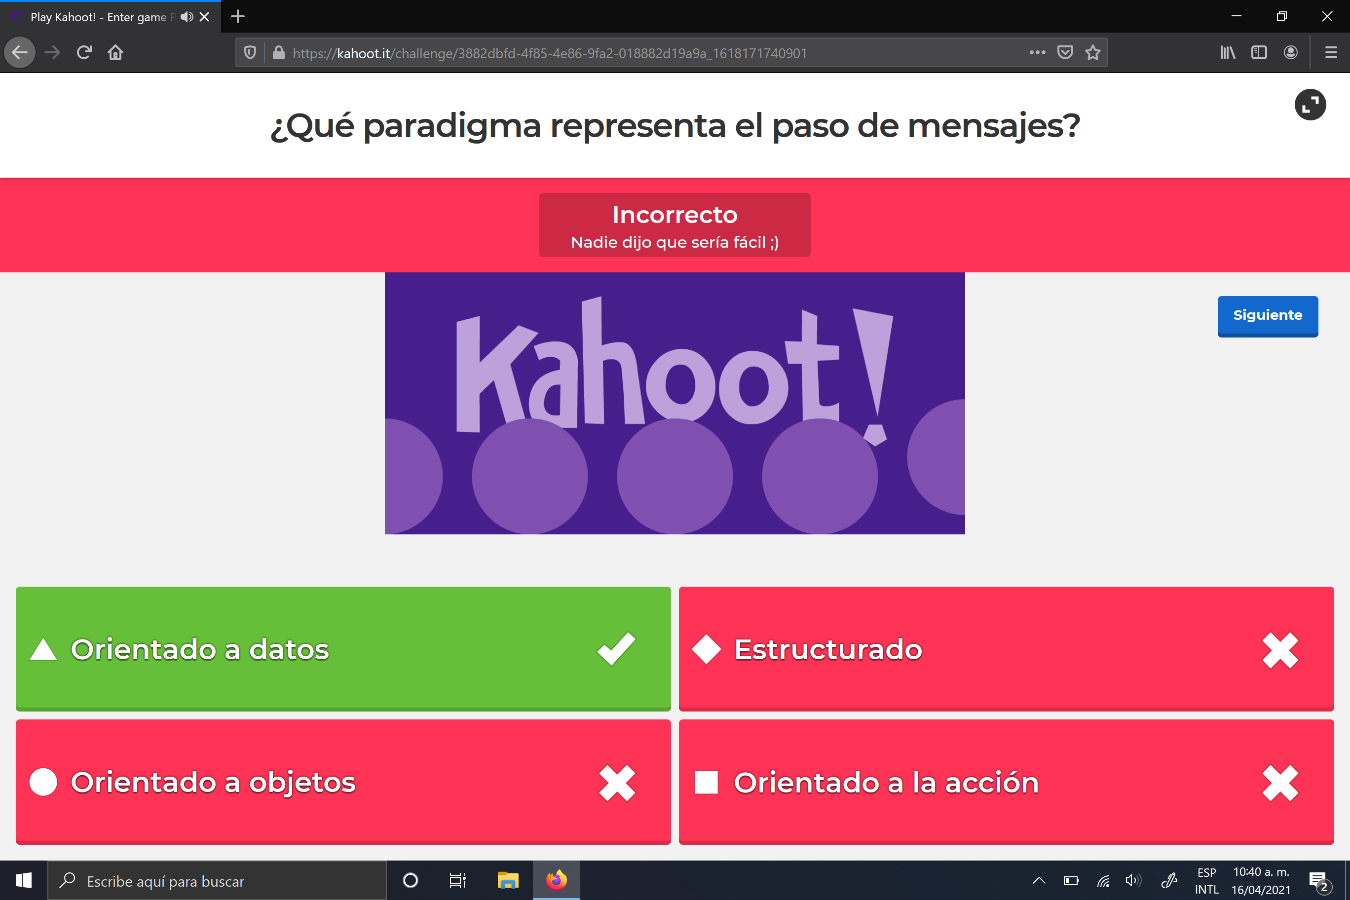 Play Kahoot! - Enter game P
https://kahoot.it/challenge/3882dbfd-4f85-4e86-9fa2-018882d19a9a_1618171740901
¿Qué paradigma representa el paso de mensajes?
Incorrecto
Nadie dijo que sería fácil ;)
Kahoot!
Siguiente
Orientado a datos
Estructurado
Orientado a objetos
Orientado a la acción
Escribe aquí para buscar
ESP
INTL
10:40 a. m.
16/04/2021
2